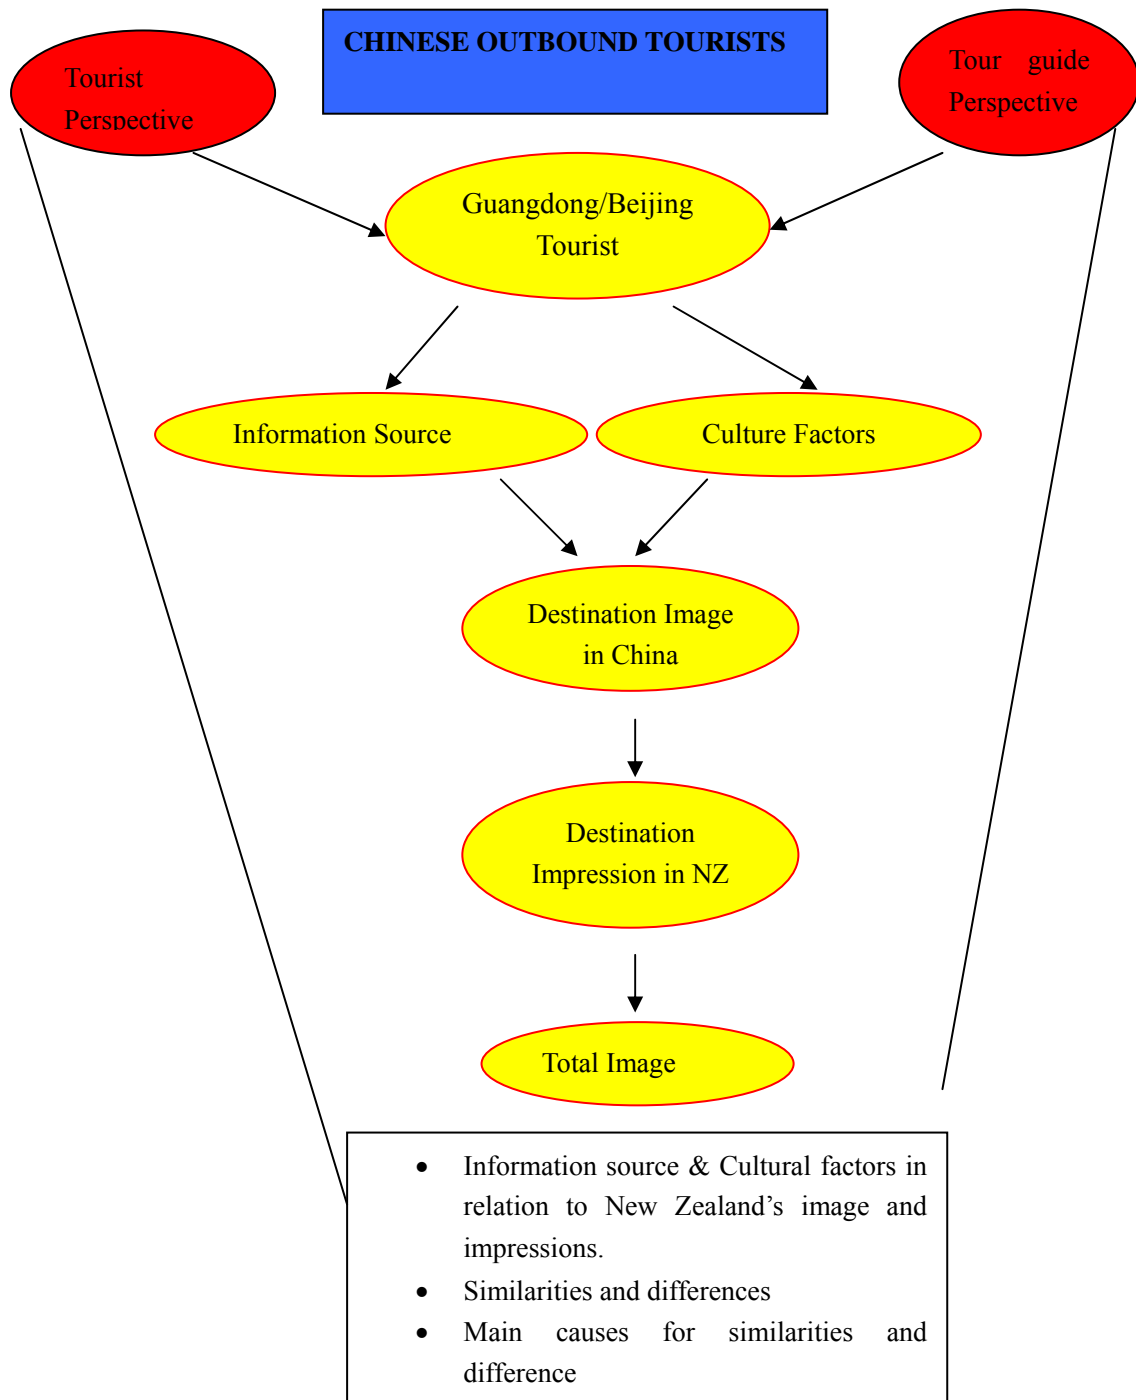 CHINESE OUTBOUND TOURISTS
Tourist
Perspective
Tour guide
Perspective
Guangdong/Beijing
Tourist
Information Source
Culture Factors
Destination Image
in China
Destination
Impression in NZ
Total Image
• Information source & Cultural factors in
relation to New Zealand’s image and
impressions.
• Similarities and differences
• Main causes for similarities and
difference